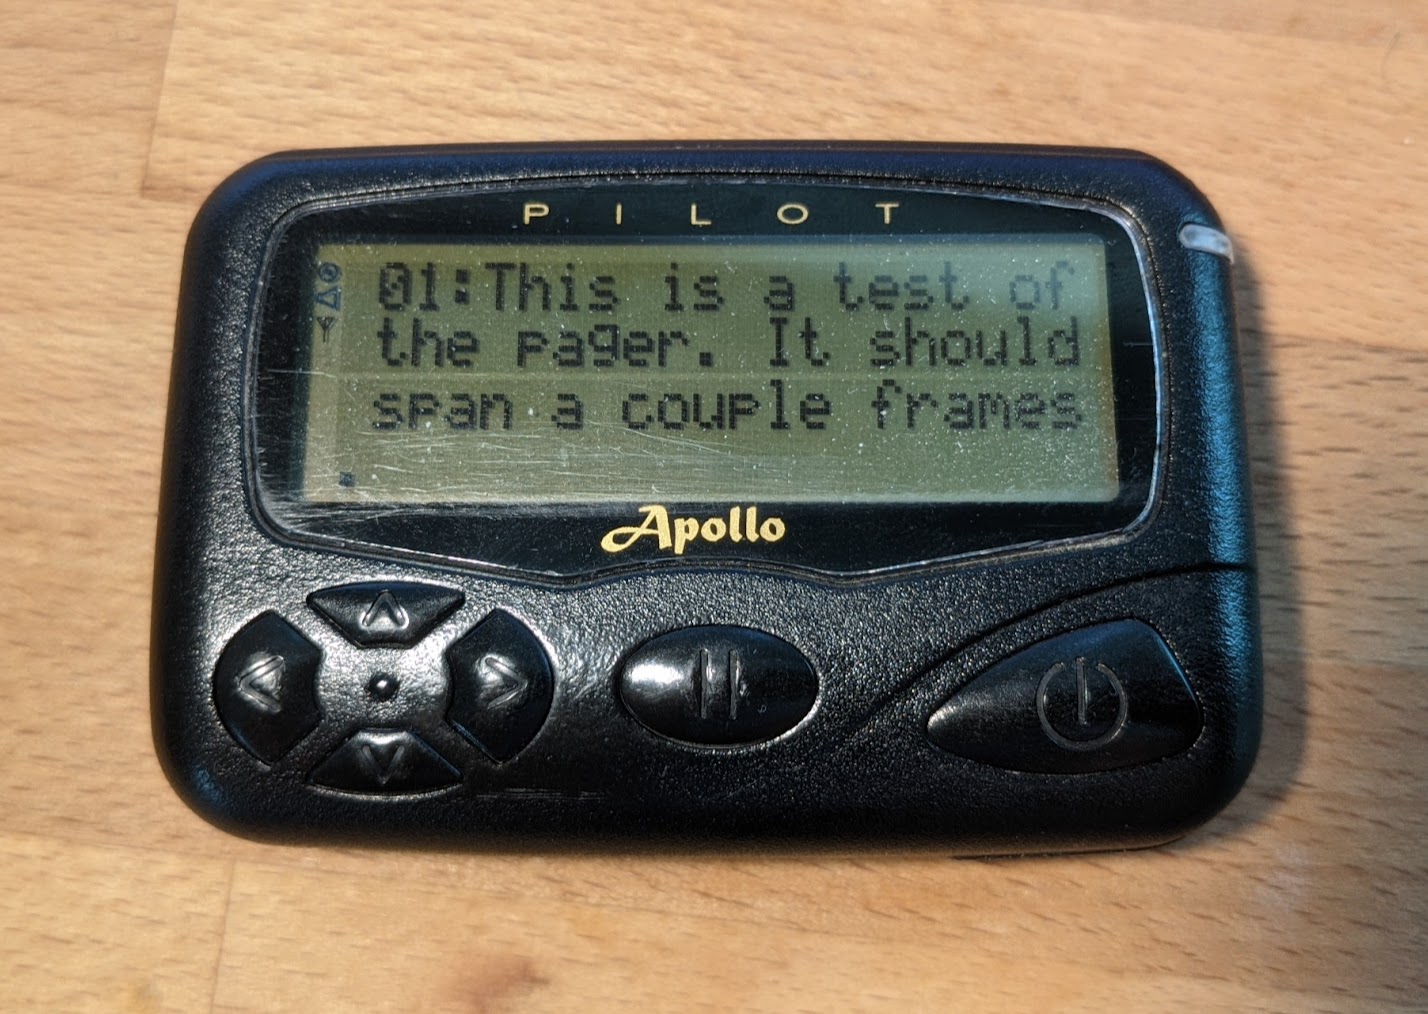 PILOT
01:This is a test of
the pager. It should
span a couple frames
Apollo